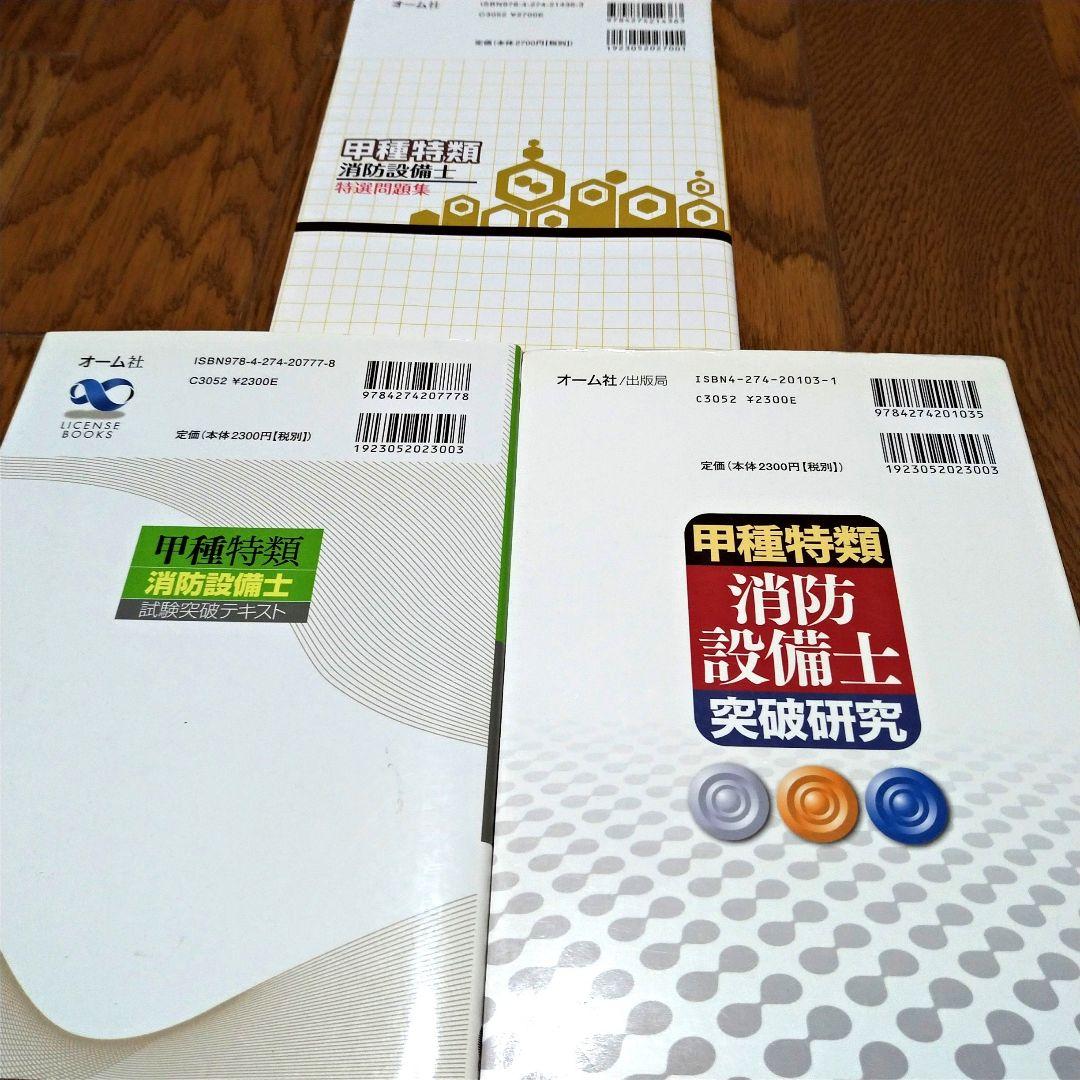 オーム社
ISBN978-4-274-21436-3
C3052 ¥2700E
9784274214363
定価(本体2700円【税別】)
1923052027001
甲種特類
消防設備士
特選問題集
オーム社
LICENSE
BOOKS
ISBN978-4-274-20777-8
C3052 ¥2300E
9784274207778
定価(本体2300円【税別】)
1923052023003
甲種特類
消防設備士
試験突破テキスト
オーム社/出版局
ISBN4-274-20103-1
C3052 ¥2300E
9784274201035
定価(本体2300円【税別】)
1923052023003
甲種特類
消防
設備士
突破研究